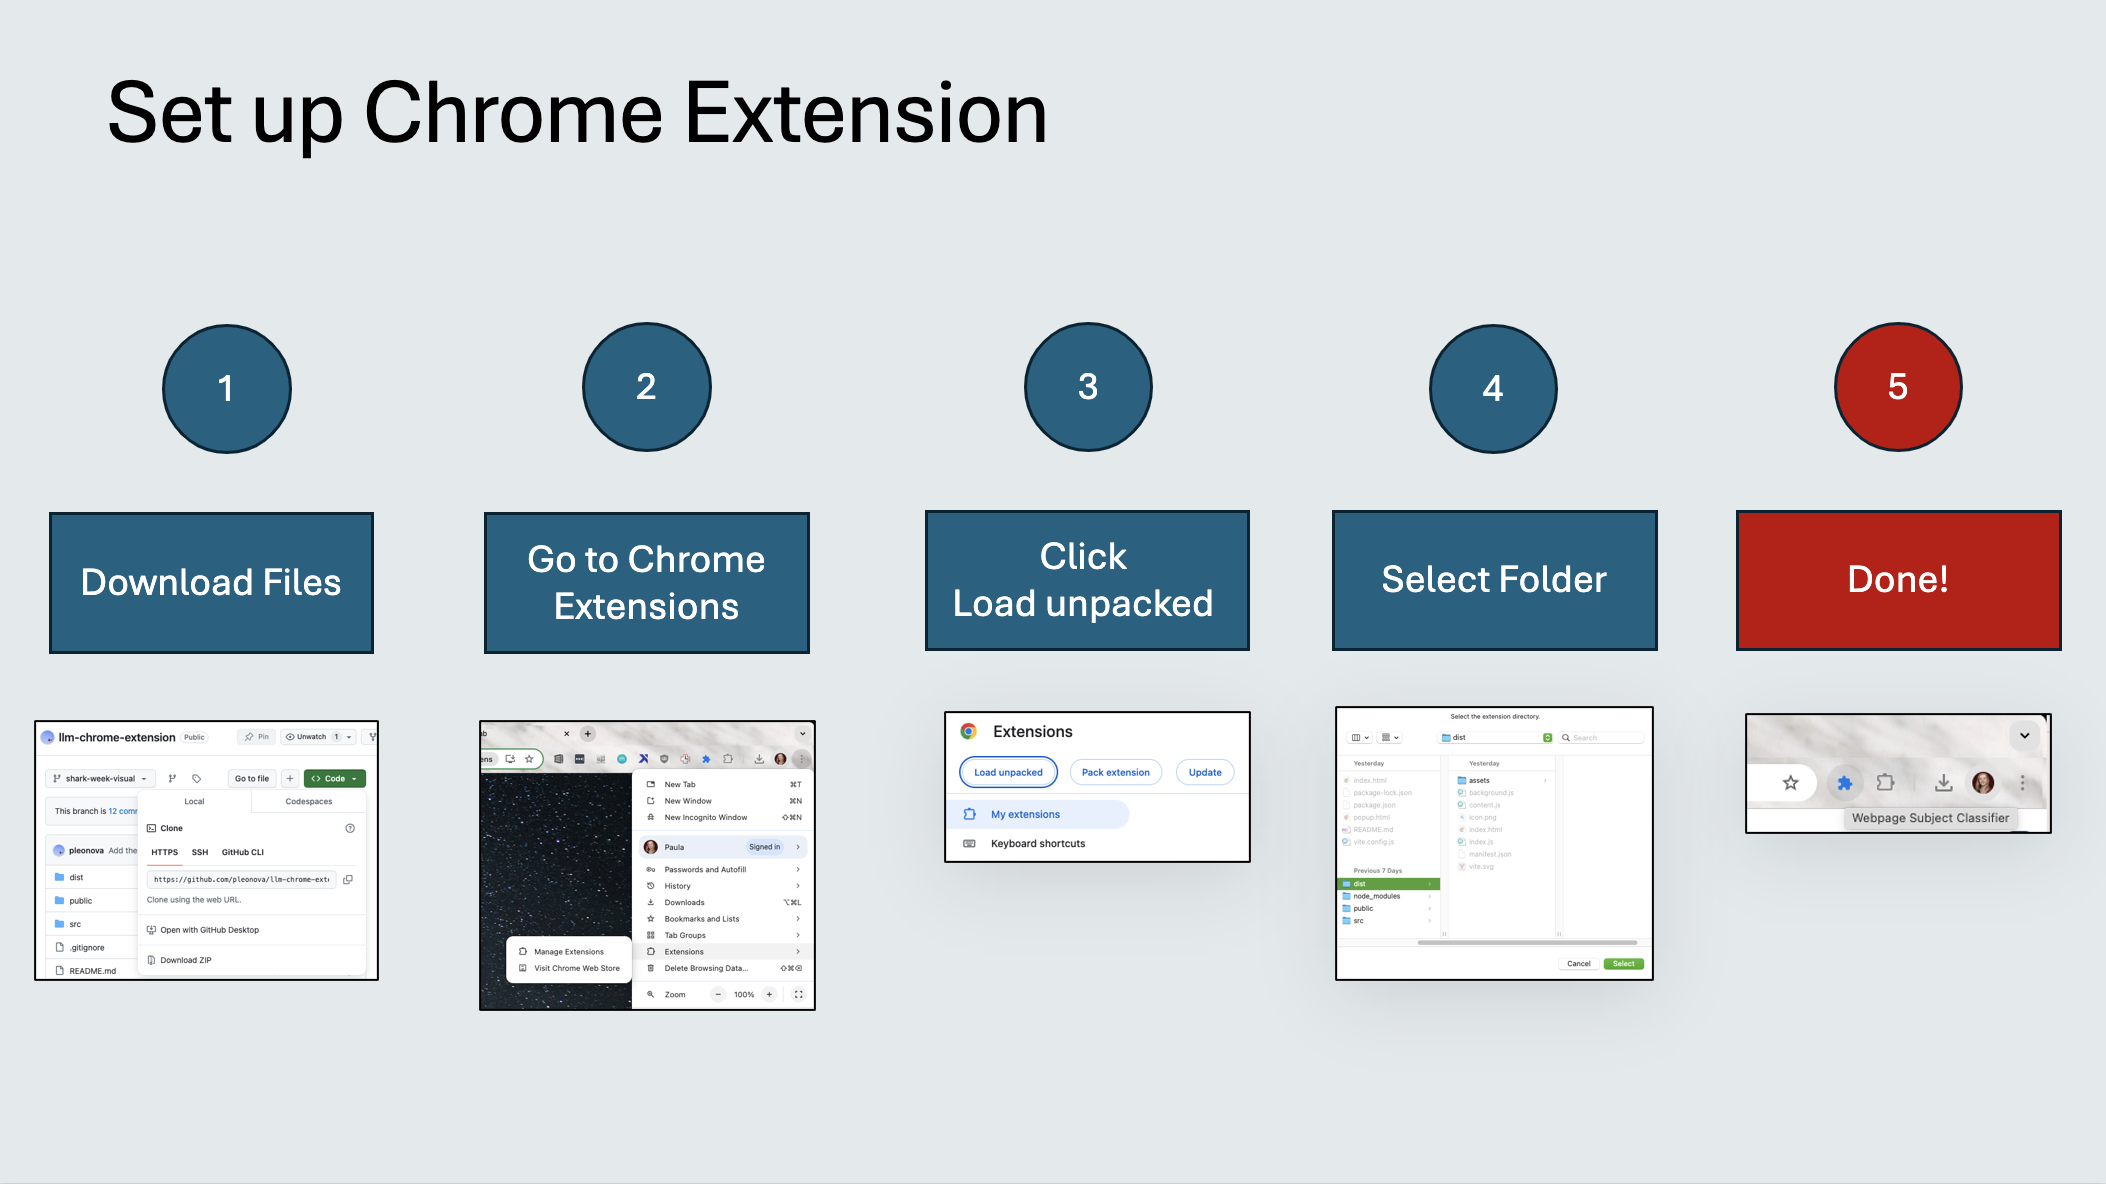 Set up Chrome Extension
1
2
3
4
5
Download Files
Go to Chrome
Extensions
Click
Load unpacked
Select Folder
Done!
llm-chrome-extension Public Pin Unwatch 1
shark-week-visual Go to file Code
Local Codespaces
This branch is 12 comm
Clone
pleonova Add the
HTTPS SSH GitHub CLI
https://github.com/pleonova/llm-chrome-exte
dist
Clone using the web URL.
public
src
Open with GitHub Desktop
.gitignore
Download ZIP
README.md
New Tab ⌘T
New Window ⌘N
New Incognito Window ⇧⌘N
Paula Signed in
Passwords and Autofill
History
Downloads ⌥⌘L
Bookmarks and Lists
Tab Groups
Extensions
Manage Extensions
Visit Chrome Web Store
Delete Browsing Data... ⇧⌘⌫
Zoom − 100% +
Extensions
Load unpacked Pack extension Update
My extensions
Keyboard shortcuts
Select the extension directory.
dist Search
Yesterday
index.html
package-lock.json
package.json
popup.html
README.md
vite.config.js
Previous 7 Days
dist
node_modules
public
src
Yesterday
assets
background.js
content.js
icon.png
index.html
index.js
manifest.json
vite.svg
Cancel Select
Webpage Subject Classifier